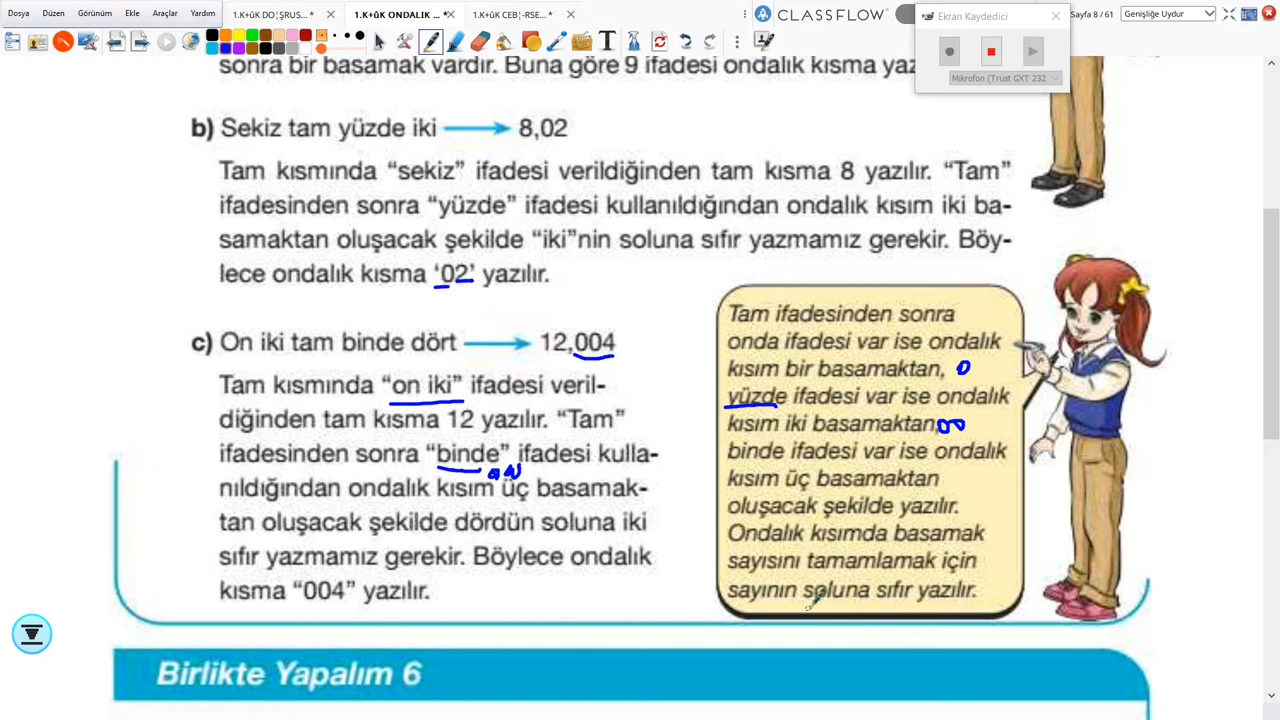 Dosya Düzen Görünüm Ekle Araçlar Yardım
1.K+ûK DO¦ŞRUS... * 1.K+ûK ONDALIK ... * 1.K+ûK CEB¦-RSE... *
CLASSFLOW
Ekran Kaydedici
Mikrofon (Trust GXT 232
Sayfa 8 / 61
Genişliğe Uydur
sonra bir basamak vardır. Buna göre 9 ifadesi ondalık kısma
b) Sekiz tam yüzde iki → 8,02
Tam kısmında “sekiz” ifadesi verildiğinden tam kısma 8 yazılır. “Tam”
ifadesinden sonra “yüzde” ifadesi kullanıldığından ondalık kısım iki ba-
samaktan oluşacak şekilde “iki”nin soluna sıfır yazmamız gerekir. Böy-
lece ondalık kısma ‘02’ yazılır.
c) On iki tam binde dört → 12,004
Tam kısmında “on iki” ifadesi veril-
diğinden tam kısma 12 yazılır. “Tam”
ifadesinden sonra “binde” ifadesi kulla-
nıldığından ondalık kısım üç basamak-
tan oluşacak şekilde dördün soluna iki
sıfır yazmamız gerekir. Böylece ondalık
kısma “004” yazılır.
Tam ifadesinden sonra
onda ifadesi var ise ondalık
kısım bir basamaktan, 0
yüzde ifadesi var ise ondalık
kısım iki basamaktan, 00
binde ifadesi var ise ondalık
kısım üç basamaktan
oluşacak şekilde yazılır.
Ondalık kısımda basamak
sayısını tamamlamak için
sayının soluna sıfır yazılır.
Birlikte Yapalım 6